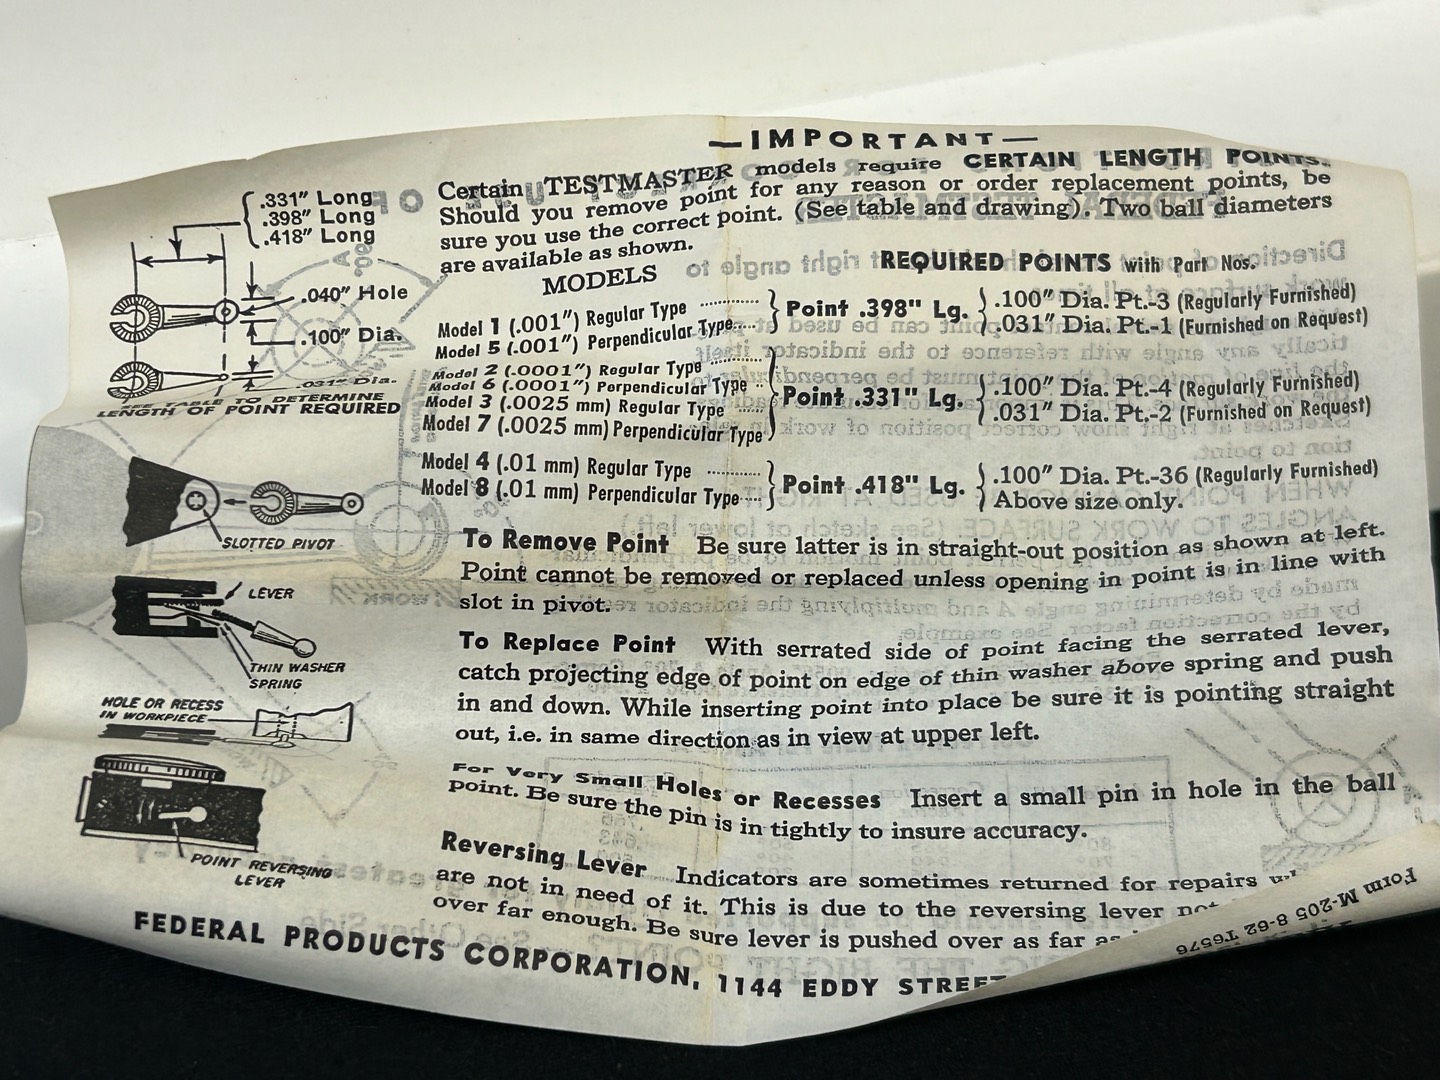 —IMPORTANT—
Certain TESTMASTER models require CERTAIN LENGTH POINTS.
Should you remove point for any reason or order replacement points, be
sure you use the correct point. (See table and drawing). Two ball diameters
are available as shown.
.331″ Long
.398″ Long
.418″ Long
.040″ Hole
.100″ Dia.
.031″ Dia.
TABLE TO DETERMINE
LENGTH OF POINT REQUIRED
MODELS
REQUIRED POINTS with Part Nos.
Model 1 (.001″) Regular Type
Model 5 (.001″) Perpendicular Type
Point .398" Lg.
.100″ Dia. Pt.-3 (Regularly Furnished)
.031″ Dia. Pt.-1 (Furnished on Request)
Model 2 (.0001″) Regular Type
Model 6 (.0001″) Perpendicular Type
Model 3 (.0025 mm) Regular Type
Model 7 (.0025 mm) Perpendicular Type
Point .331" Lg.
.100″ Dia. Pt.-4 (Regularly Furnished)
.031″ Dia. Pt.-2 (Furnished on Request)
Model 4 (.01 mm) Regular Type
Model 8 (.01 mm) Perpendicular Type
Point .418" Lg.
.100″ Dia. Pt.-36 (Regularly Furnished)
Above size only.
SLOTTED PIVOT
To Remove Point Be sure latter is in straight-out position as shown at left.
Point cannot be removed or replaced unless opening in point is in line with
slot in pivot.
LEVER
THIN WASHER
SPRING
To Replace Point With serrated side of point facing the serrated lever,
catch projecting edge of point on edge of thin washer above spring and push
in and down. While inserting point into place be sure it is pointing straight
out, i.e. in same direction as in view at upper left.
HOLE OR RECESS
IN WORKPIECE
For Very Small Holes or Recesses Insert a small pin in hole in the ball
point. Be sure the pin is in tightly to insure accuracy.
POINT REVERSING
LEVER
Reversing Lever Indicators are sometimes returned for repairs
are not in need of it. This is due to the reversing lever not
over far enough. Be sure lever is pushed over as far as
FEDERAL PRODUCTS CORPORATION, 1144 EDDY STREET
Form M-205 8-62 T6576